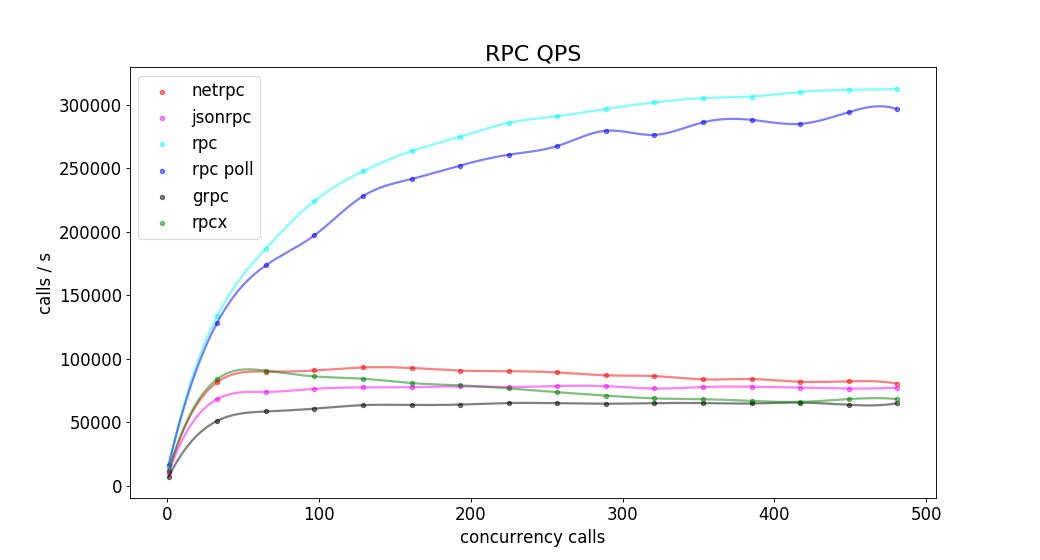 RPC QPS
netrpc
jsonrpc
rpc
rpc poll
grpc
rpcx
calls / s
300000
250000
200000
150000
100000
50000
0
0 100 200 300 400 500
concurrency calls